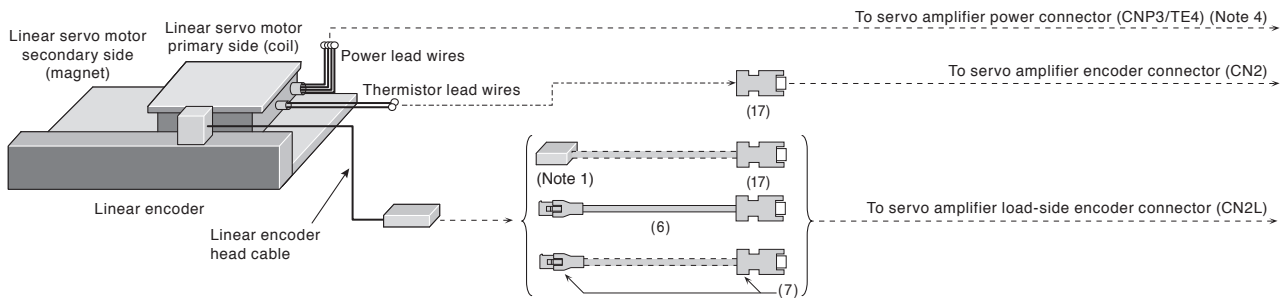 To servo amplifier power connector (CNP3/TE4) (Note 4)
Linear servo motor
secondary side
(magnet)
Linear servo motor
primary side (coil)
Power lead wires
Thermistor lead wires
To servo amplifier encoder connector (CN2)
(17)
(Note 1)
(17)
Linear encoder
(6)
To servo amplifier load-side encoder connector (CN2L)
Linear encoder
head cable
(7)